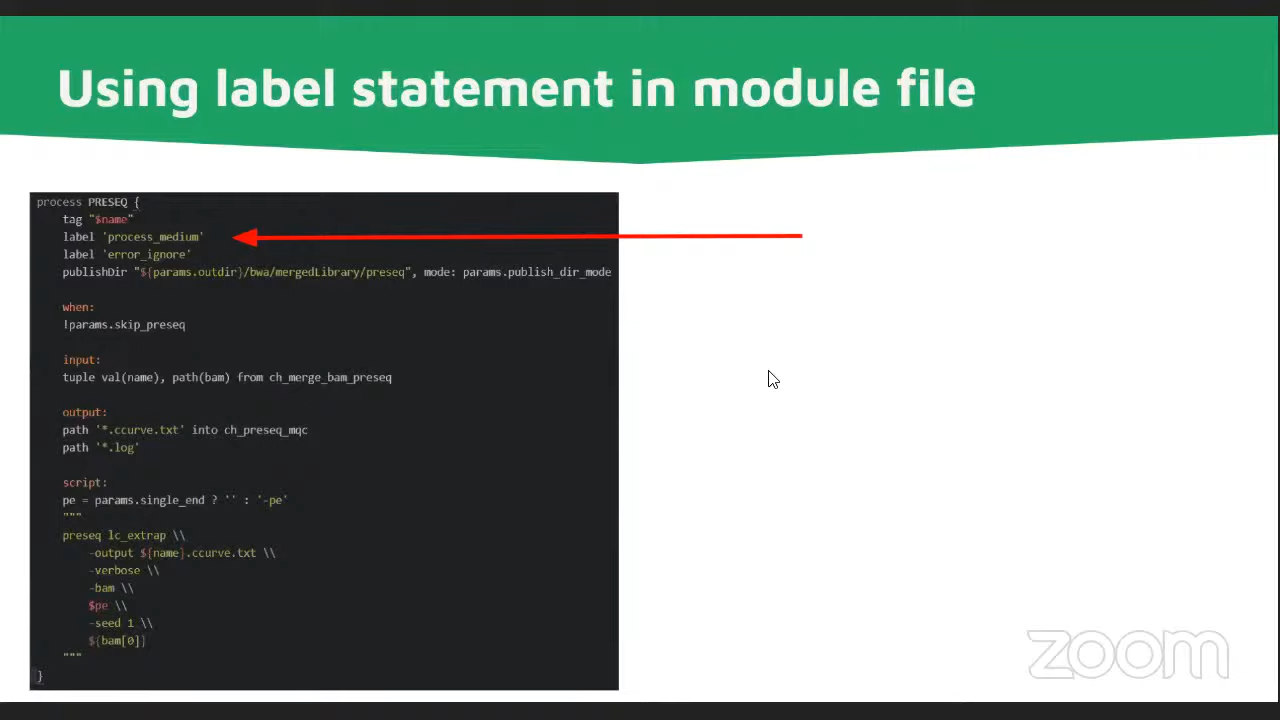 Using label statement in module file
process PRESEQ {
tag "$name"
label 'process_medium'
label 'error_ignore'
publishDir "${params.outdir}/bwa/mergedLibrary/preseq", mode: params.publish_dir_mode
when:
!params.skip_preseq
input:
tuple val(name), path(bam) from ch_merge_bam_preseq
output:
path '*.ccurve.txt' into ch_preseq_mqc
path '*.log'
script:
pe = params.single_end ? '' : '-pe'
"""
preseq lc_extrap \\
-output ${name}.ccurve.txt \\
-verbose \\
-bam \\
$pe \\
-seed 1 \\
${bam[0]}
"""
}
zoom